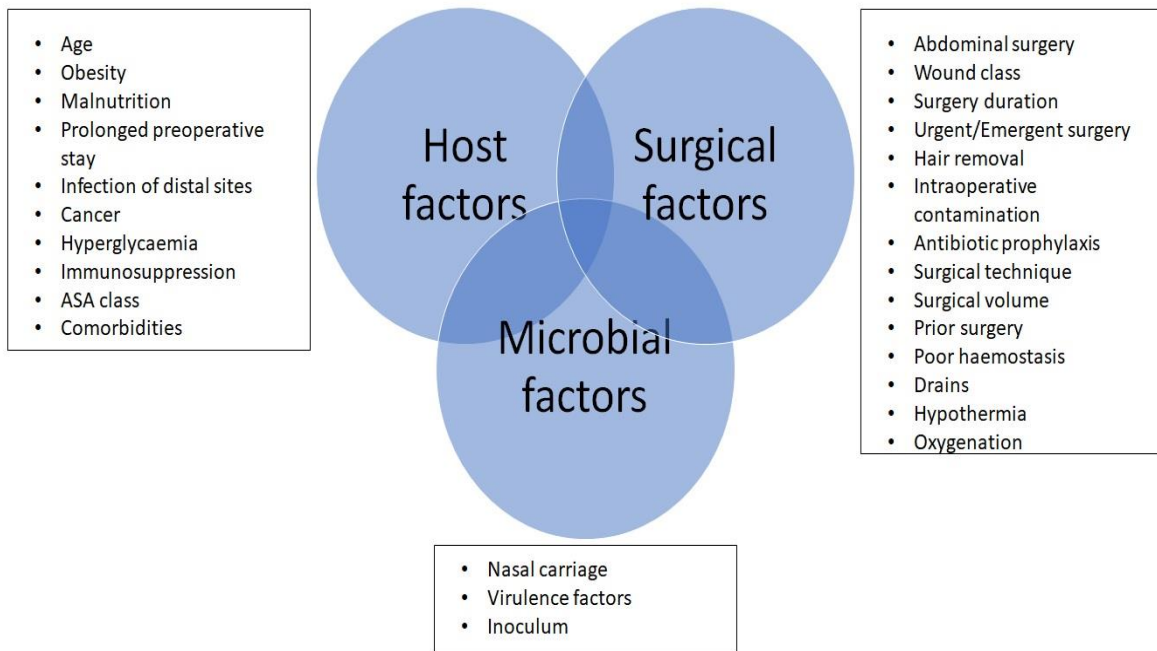 • Age
• Obesity
• Malnutrition
• Prolonged preoperative
stay
• Infection of distal sites
• Cancer
• Hyperglycaemia
• Immunosuppression
• ASA class
• Comorbidities
Host
factors
Surgical
factors
Microbial
factors
• Abdominal surgery
• Wound class
• Surgery duration
• Urgent/Emergent surgery
• Hair removal
• Intraoperative
contamination
• Antibiotic prophylaxis
• Surgical technique
• Surgical volume
• Prior surgery
• Poor haemostasis
• Drains
• Hypothermia
• Oxygenation
• Nasal carriage
• Virulence factors
• Inoculum